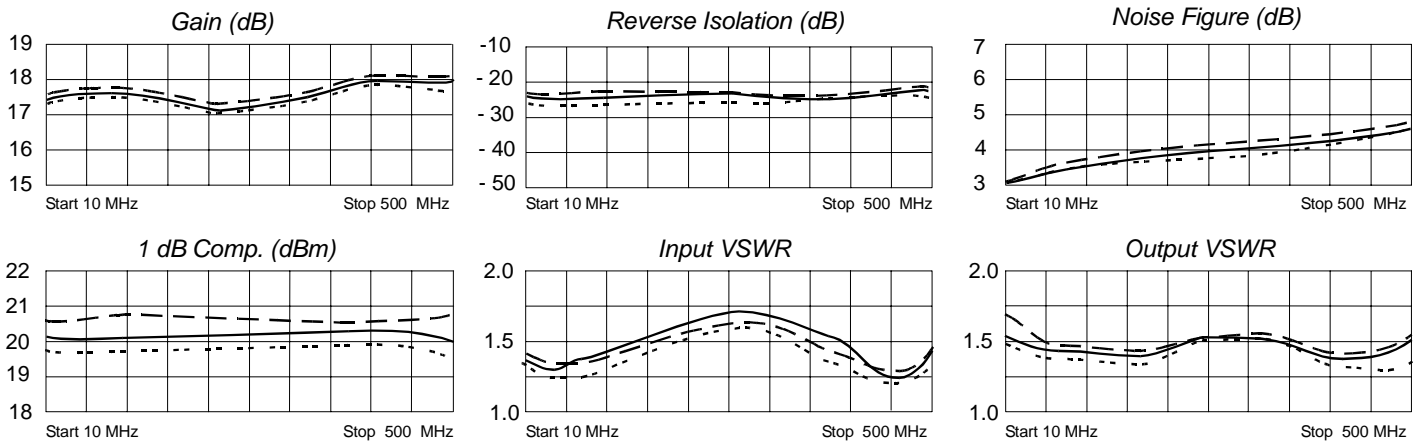 Gain (dB)
19
18
17
16
15
Start 10 MHz
Stop 500 MHz
Reverse Isolation (dB)
-10
- 20
- 30
- 40
- 50
Start 10 MHz
Stop 500 MHz
Noise Figure (dB)
7
6
5
4
3
Start 10 MHz
Stop 500 MHz
1 dB Comp. (dBm)
22
21
20
19
18
Start 10 MHz
Stop 500 MHz
Input VSWR
2.0
1.5
1.0
Start 10 MHz
Stop 500 MHz
Output VSWR
2.0
1.5
1.0
Start 10 MHz
Stop 500 MHz